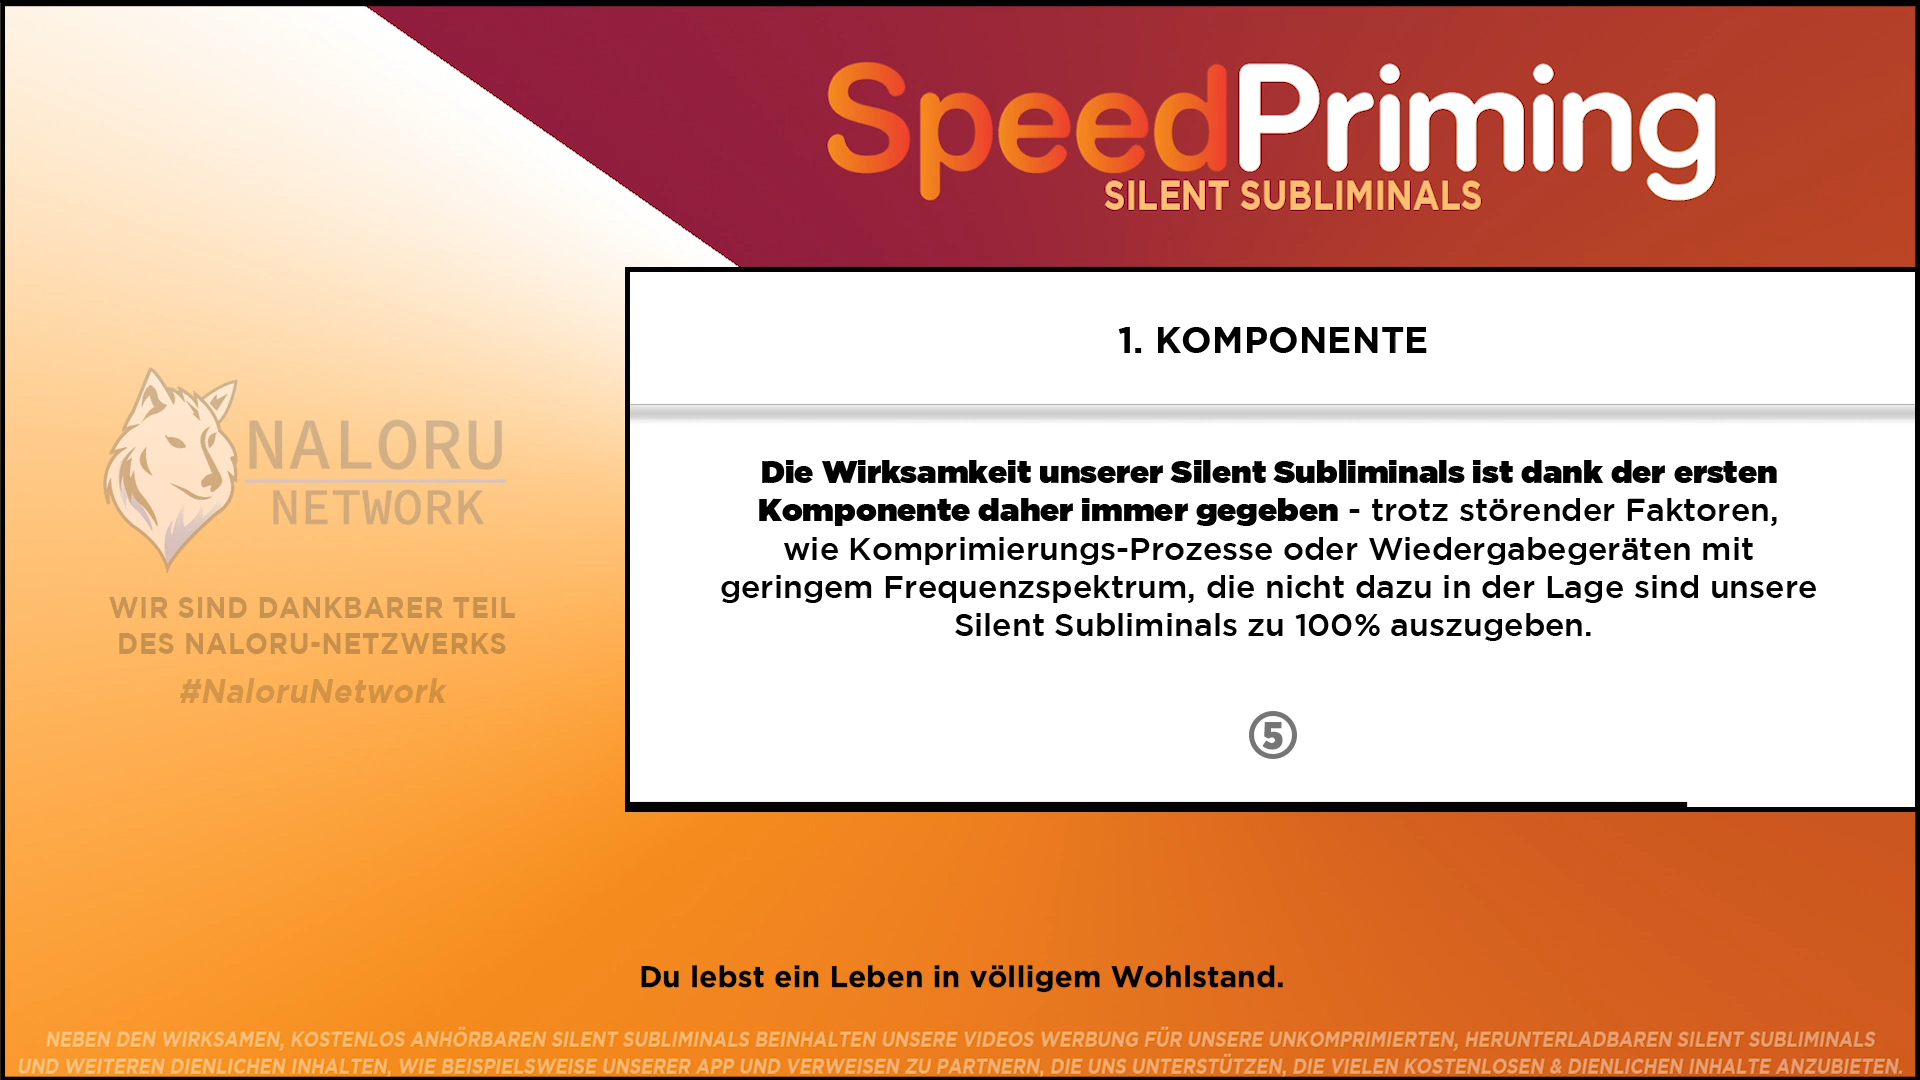 SpeedPriming
SILENT SUBLIMINALS
1. KOMPONENTE
Die Wirksamkeit unserer Silent Subliminals ist dank der ersten
Komponente daher immer gegeben - trotz störender Faktoren,
wie Komprimierungs-Prozesse oder Wiedergabegeräten mit
geringem Frequenzspektrum, die nicht dazu in der Lage sind unsere
Silent Subliminals zu 100% auszugeben.
5
NALORU
NETWORK
WIR SIND DANKBARER TEIL
DES NALORU-NETZWERKS
#NaloruNetwork
Du lebst ein Leben in völligem Wohlstand.
NEBEN DEN WIRKSAMEN, KOSTENLOS ANHÖRBAREN SILENT SUBLIMINALS BEINHALTEN UNSERE VIDEOS WERBUNG FÜR UNSERE UNKOMPRIMIERTEN, HERUNTERLADBAREN SILENT SUBLIMINALS
UND WEITEREN DIENLICHEN INHALTEN, WIE BEISPIELSWEISE UNSERER APP UND VERWEISEN ZU PARTNERN, DIE UNS UNTERSTÜTZEN, DIE VIELEN KOSTENLOSEN & DIENLICHEN INHALTE ANZUBIETEN.